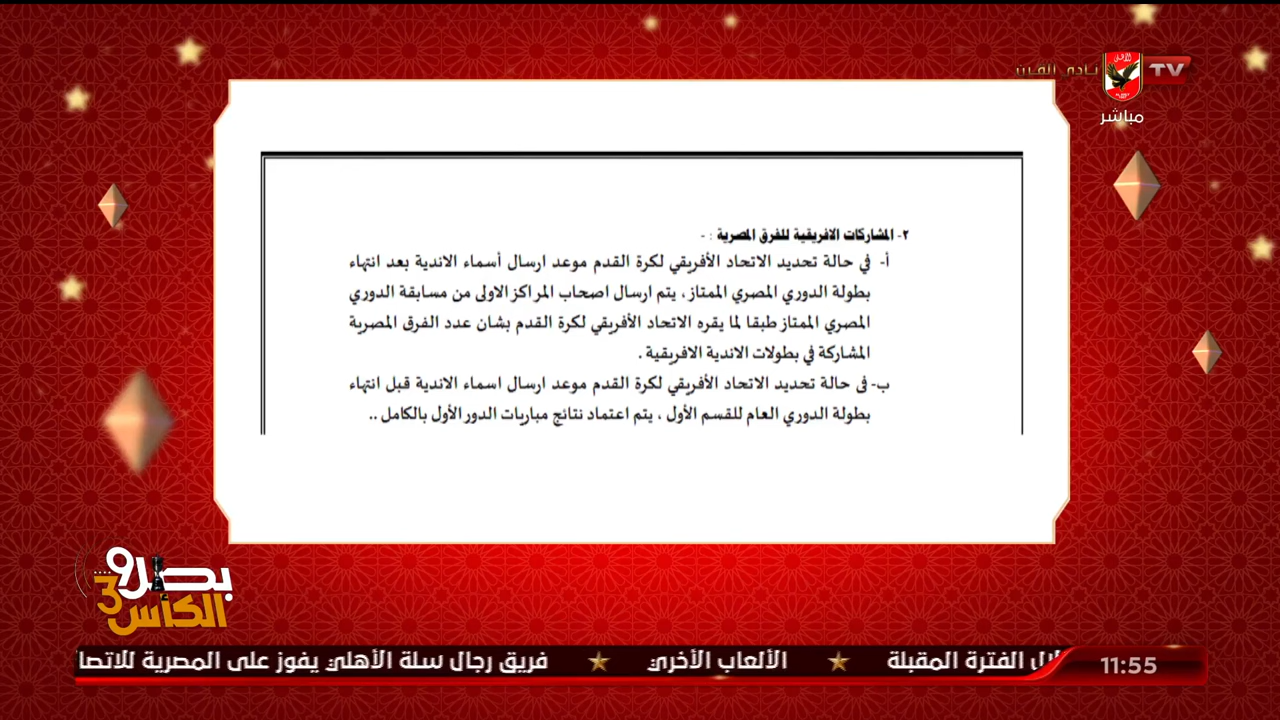 نادي القرن
TV
مباشر
٢- المشاركات الافريقية للفرق المصرية : -
أ- في حالة تحديد الاتحاد الأفريقي لكرة القدم موعد ارسال أسماء الاندية بعد انتهاء
بطولة الدوري المصري الممتاز ، يتم ارسال اصحاب المراكز الاولى من مسابقة الدوري
المصري الممتاز طبقا لما يقره الاتحاد الأفريقي لكرة القدم بشان عدد الفرق المصرية
المشاركة في بطولات الاندية الافريقية .
ب- فى حالة تحديد الاتحاد الأفريقي لكرة القدم موعد ارسال اسماء الاندية قبل انتهاء
بطولة الدوري العام للقسم الأول ، يتم اعتماد نتائج مباريات الدور الأول بالكامل ..
الكأس
11:55
الفترة المقبلة ★ الألعاب الأخري ★ فريق رجال سلة الأهلي يفوز على المصرية للاتصا